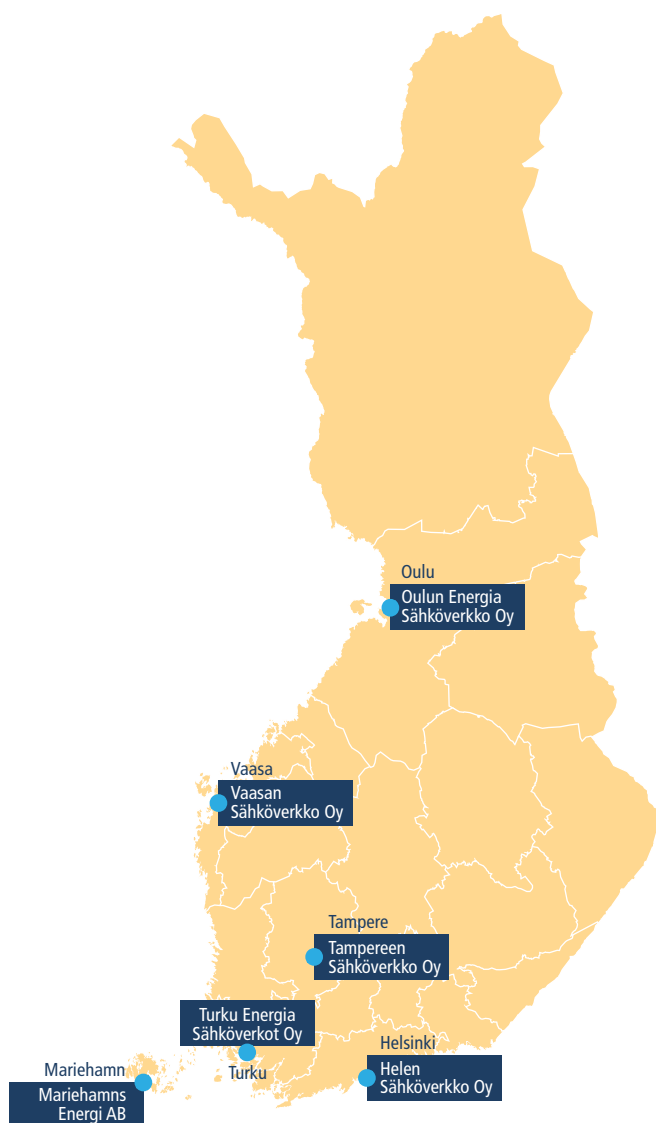 Oulu
Oulun Energia
Sähköverkko Oy
Vaasa
Vaasan
Sähköverkko Oy
Tampere
Tampereen
Sähköverkko Oy
Turku Energia
Sähköverkot Oy
Turku
Helsinki
Helen
Sähköverkko Oy
Mariehamn
Mariehamns
Energi AB